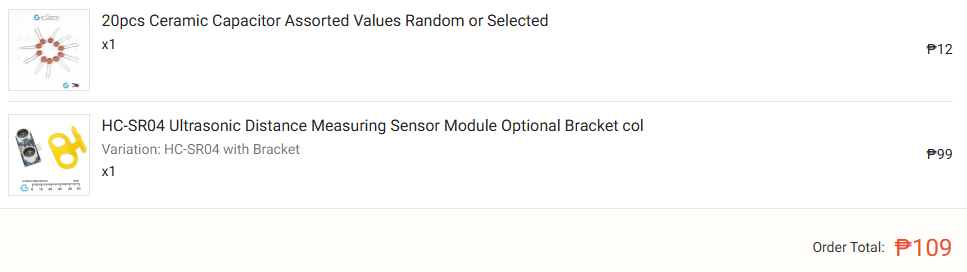 20pcs Ceramic Capacitor Assorted Values Random or Selected
x1
₱12
HC-SR04 Ultrasonic Distance Measuring Sensor Module Optional Bracket col
Variation: HC-SR04 with Bracket
x1
₱99
Order Total: ₱109